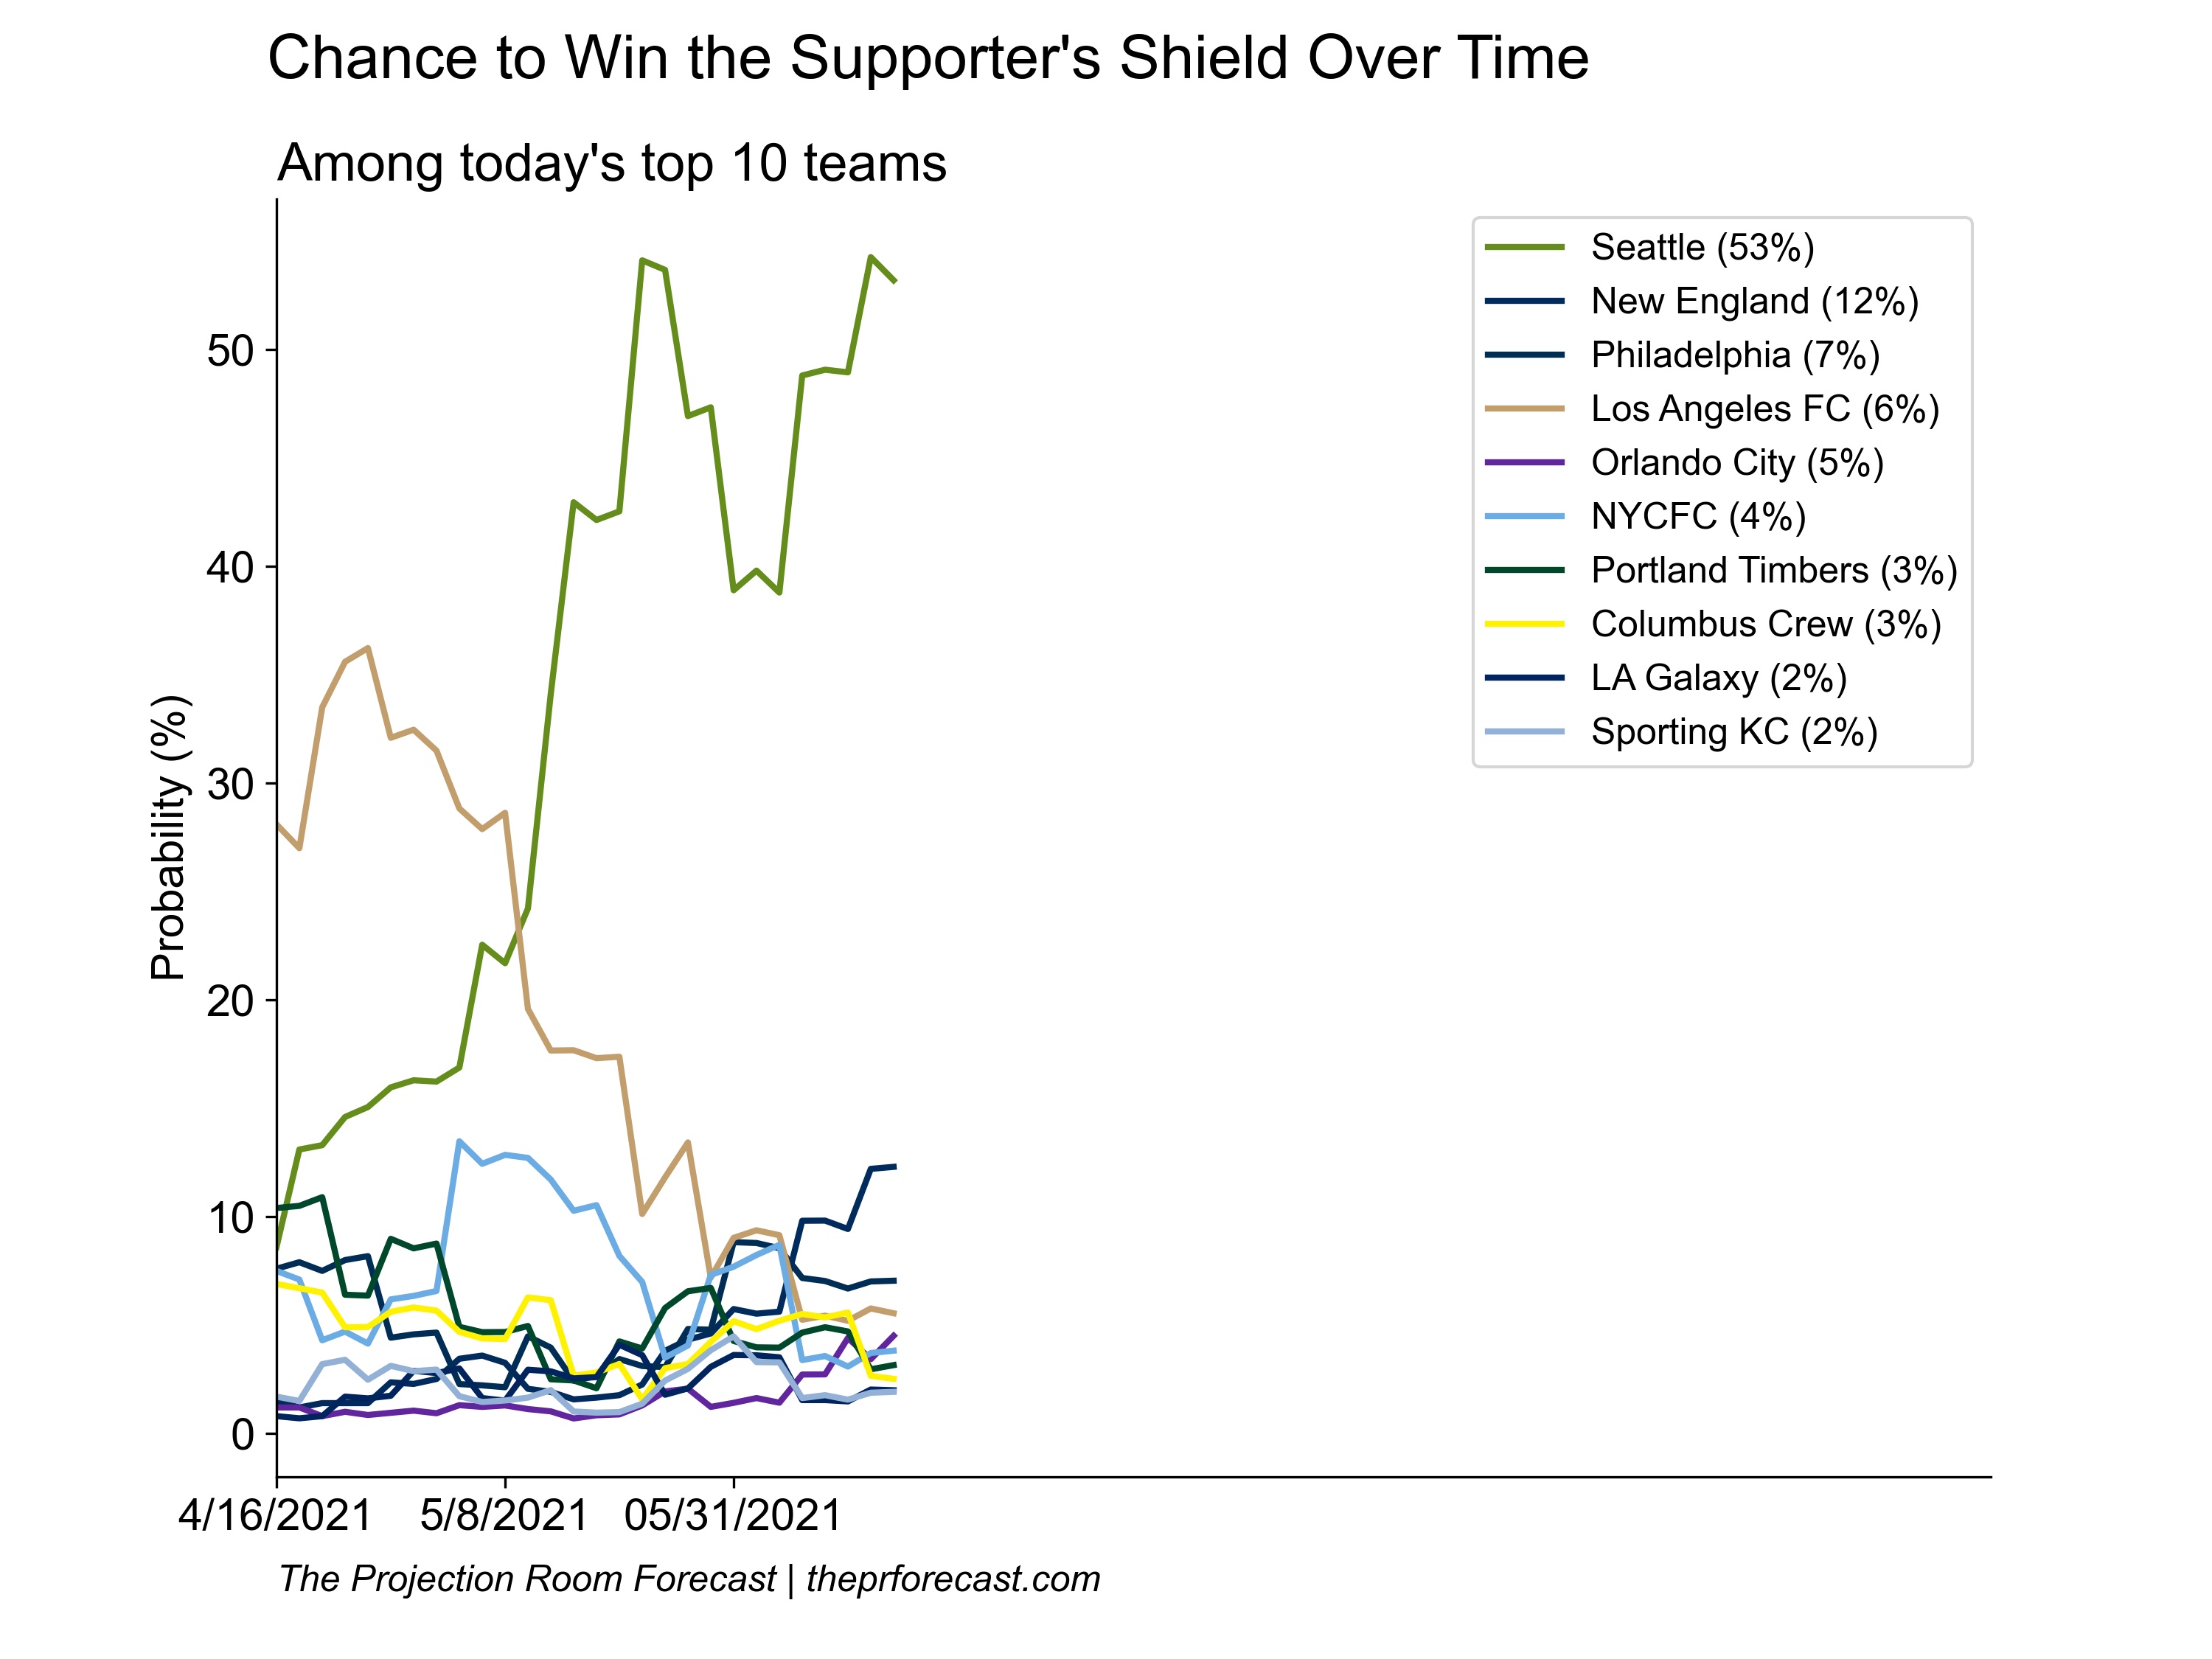 Chance to Win the Supporter's Shield Over Time
Among today's top 10 teams
Seattle (53%)
New England (12%)
Philadelphia (7%)
Los Angeles FC (6%)
Orlando City (5%)
NYCFC (4%)
Portland Timbers (3%)
Columbus Crew (3%)
LA Galaxy (2%)
Sporting KC (2%)
Probability (%)
50
40
30
20
10
0
4/16/2021 5/8/2021 05/31/2021
The Projection Room Forecast | theprforecast.com